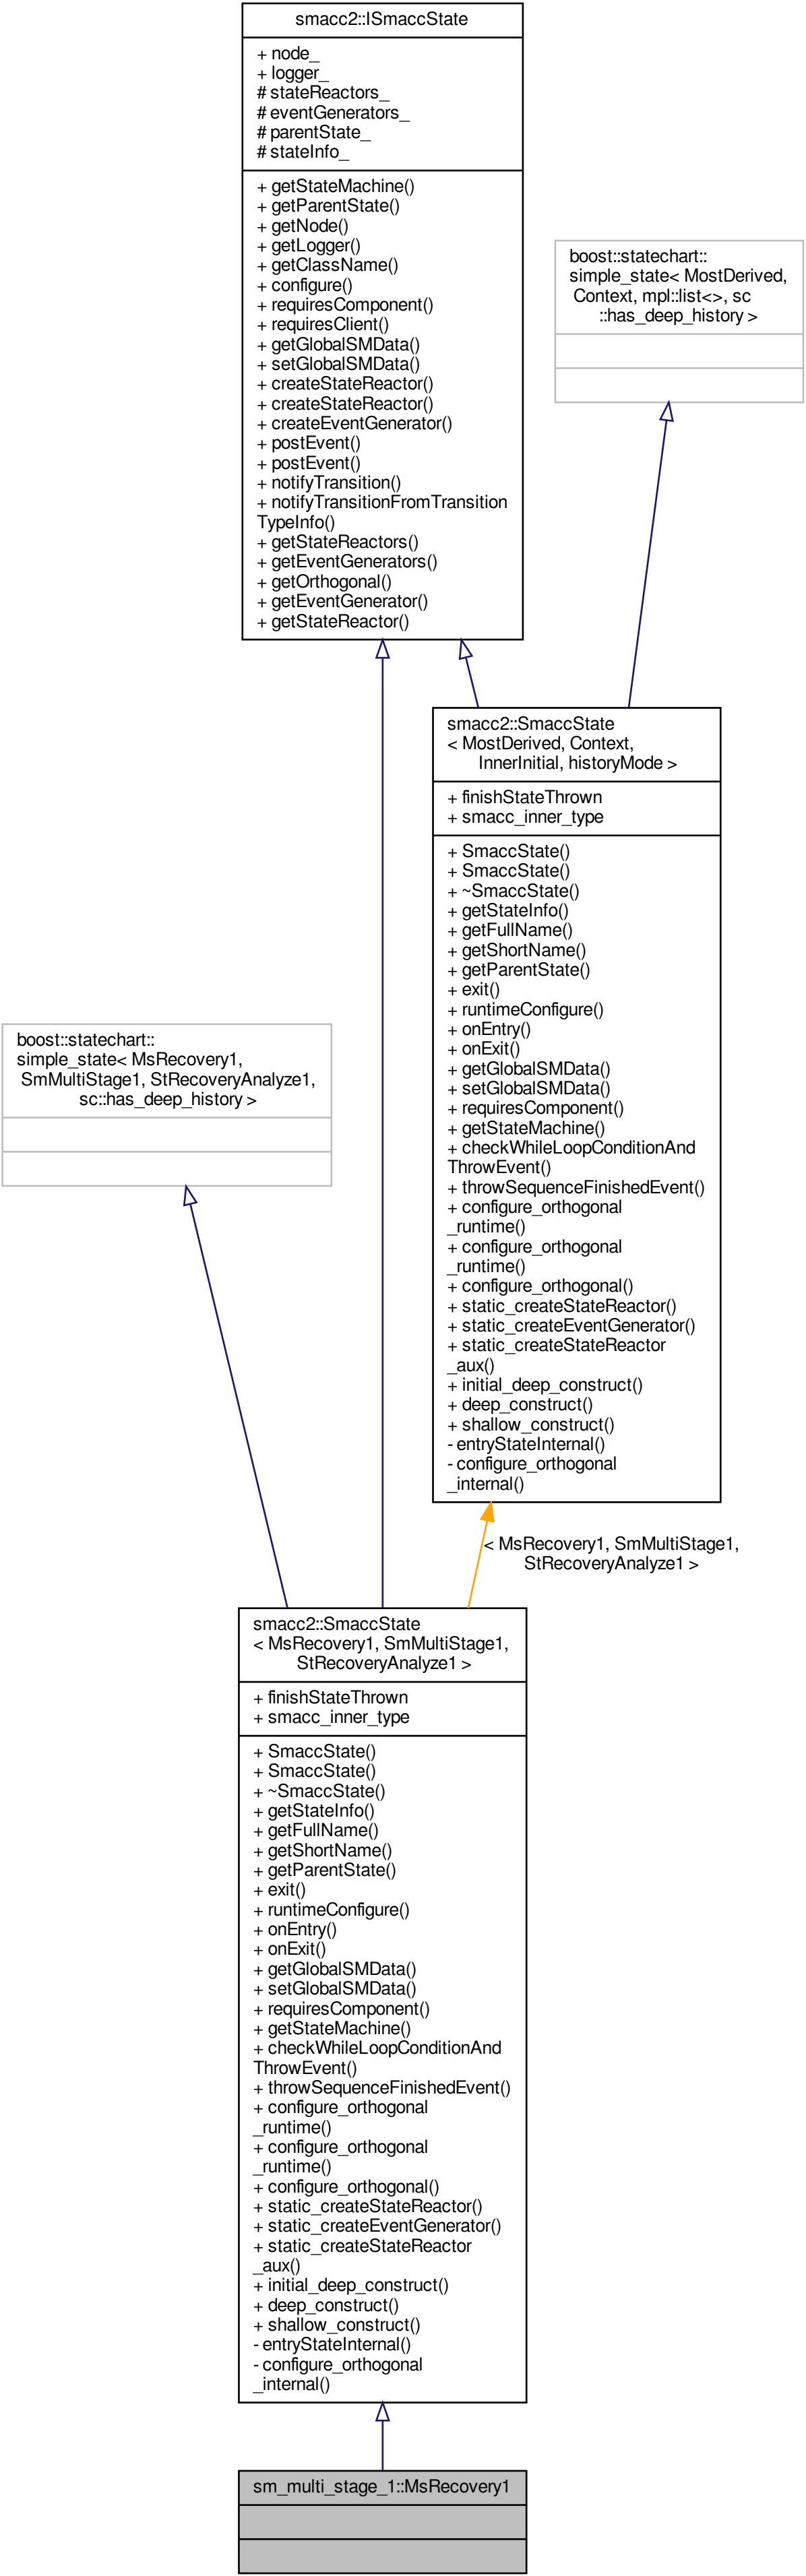 smacc2::ISmaccState
+ node_
+ logger_
# stateReactors_
# eventGenerators_
# parentState_
# stateInfo_
+ getStateMachine()
+ getParentState()
+ getNode()
+ getLogger()
+ getClassName()
+ configure()
+ requiresComponent()
+ requiresClient()
+ getGlobalSMData()
+ setGlobalSMData()
+ createStateReactor()
+ createStateReactor()
+ createEventGenerator()
+ postEvent()
+ postEvent()
+ notifyTransition()
+ notifyTransitionFromTransition
TypeInfo()
+ getStateReactors()
+ getEventGenerators()
+ getOrthogonal()
+ getEventGenerator()
+ getStateReactor()
boost::statechart::
simple_state< MostDerived,
Context, mpl::list<>, sc
::has_deep_history >
smacc2::SmaccState
< MostDerived, Context,
InnerInitial, historyMode >
+ finishStateThrown
+ smacc_inner_type
+ SmaccState()
+ SmaccState()
+ ~SmaccState()
+ getStateInfo()
+ getFullName()
+ getShortName()
+ getParentState()
+ exit()
+ runtimeConfigure()
+ onEntry()
+ onExit()
+ getGlobalSMData()
+ setGlobalSMData()
+ requiresComponent()
+ getStateMachine()
+ checkWhileLoopConditionAnd
ThrowEvent()
+ throwSequenceFinishedEvent()
+ configure_orthogonal
_runtime()
+ configure_orthogonal
_runtime()
+ configure_orthogonal()
+ static_createStateReactor()
+ static_createEventGenerator()
+ static_createStateReactor
_aux()
+ initial_deep_construct()
+ deep_construct()
+ shallow_construct()
- entryStateInternal()
- configure_orthogonal
_internal()
boost::statechart::
simple_state< MsRecovery1,
SmMultiStage1, StRecoveryAnalyze1,
sc::has_deep_history >
< MsRecovery1, SmMultiStage1,
StRecoveryAnalyze1 >
smacc2::SmaccState
< MsRecovery1, SmMultiStage1,
StRecoveryAnalyze1 >
+ finishStateThrown
+ smacc_inner_type
+ SmaccState()
+ SmaccState()
+ ~SmaccState()
+ getStateInfo()
+ getFullName()
+ getShortName()
+ getParentState()
+ exit()
+ runtimeConfigure()
+ onEntry()
+ onExit()
+ getGlobalSMData()
+ setGlobalSMData()
+ requiresComponent()
+ getStateMachine()
+ checkWhileLoopConditionAnd
ThrowEvent()
+ throwSequenceFinishedEvent()
+ configure_orthogonal
_runtime()
+ configure_orthogonal
_runtime()
+ configure_orthogonal()
+ static_createStateReactor()
+ static_createEventGenerator()
+ static_createStateReactor
_aux()
+ initial_deep_construct()
+ deep_construct()
+ shallow_construct()
- entryStateInternal()
- configure_orthogonal
_internal()
sm_multi_stage_1::MsRecovery1